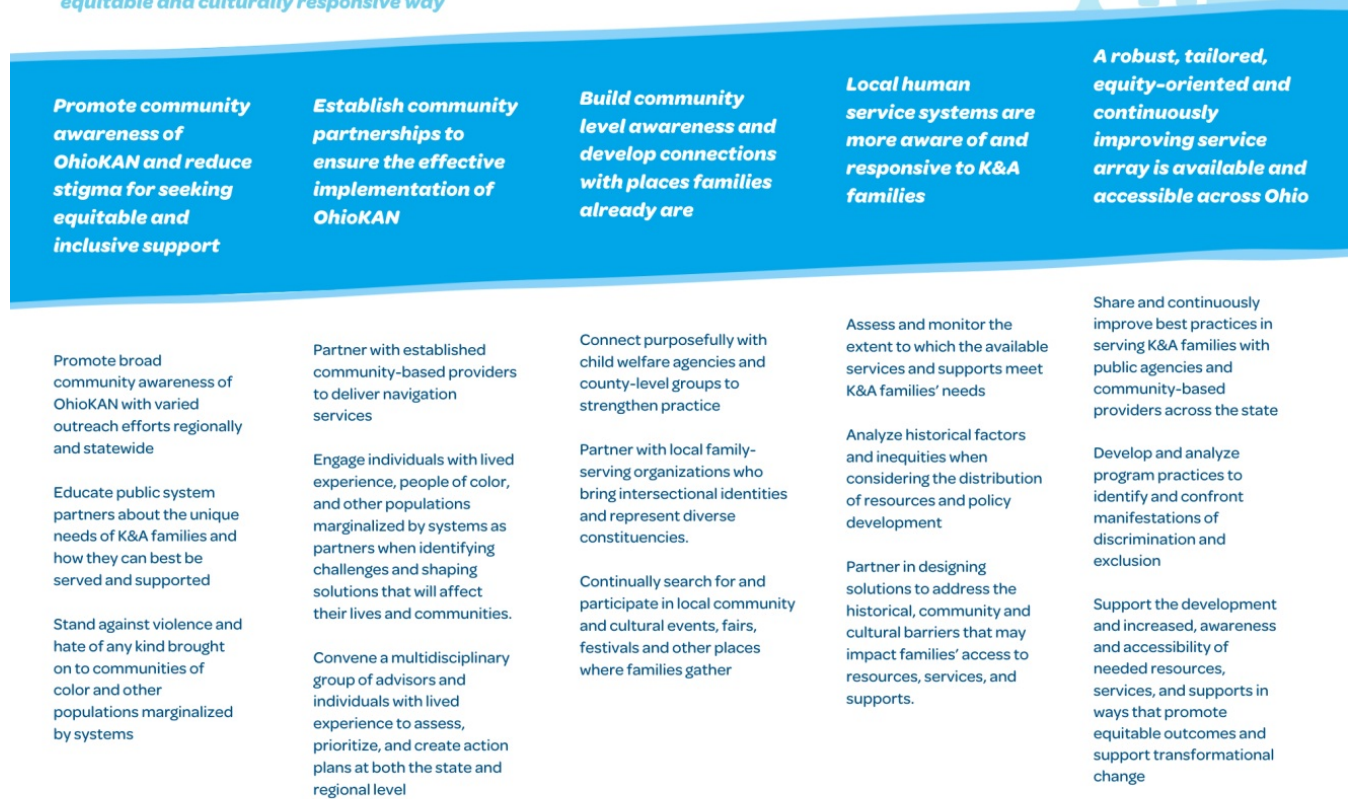 equitable and culturally responsive way
Promote community
awareness of
OhioKAN and reduce
stigma for seeking
equitable and
inclusive support
Establish community
partnerships to
ensure the effective
implementation of
OhioKAN
Build community
level awareness and
develop connections
with places families
already are
Local human
service systems are
more aware of and
responsive to K&A
families
A robust, tailored,
equity-oriented and
continuously
improving service
array is available and
accessible across Ohio
Promote broad
community awareness of
OhioKAN with varied
outreach efforts regionally
and statewide
Educate public system
partners about the unique
needs of K&A families and
how they can best be
served and supported
Stand against violence and
hate of any kind brought
on to communities of
color and other
populations marginalized
by systems
Partner with established
community-based providers
to deliver navigation
services
Engage individuals with lived
experience, people of color,
and other populations
marginalized by systems as
partners when identifying
challenges and shaping
solutions that will affect
their lives and communities.
Convene a multidisciplinary
group of advisors and
individuals with lived
experience to assess,
prioritize, and create action
plans at both the state and
regional level
Connect purposefully with
child welfare agencies and
county-level groups to
strengthen practice
Partner with local family-
serving organizations who
bring intersectional identities
and represent diverse
constituencies.
Continually search for and
participate in local community
and cultural events, fairs,
festivals and other places
where families gather
Assess and monitor the
extent to which the available
services and supports meet
K&A families' needs
Analyze historical factors
and inequities when
considering the distribution
of resources and policy
development
Partner in designing
solutions to address the
historical, community and
cultural barriers that may
impact families' access to
resources, services, and
supports.
Share and continuously
improve best practices in
serving K&A families with
public agencies and
community-based
providers across the state
Develop and analyze
program practices to
identify and confront
manifestations of
discrimination and
exclusion
Support the development
and increased, awareness
and accessibility of
needed resources,
services, and supports in
ways that promote
equitable outcomes and
support transformational
change